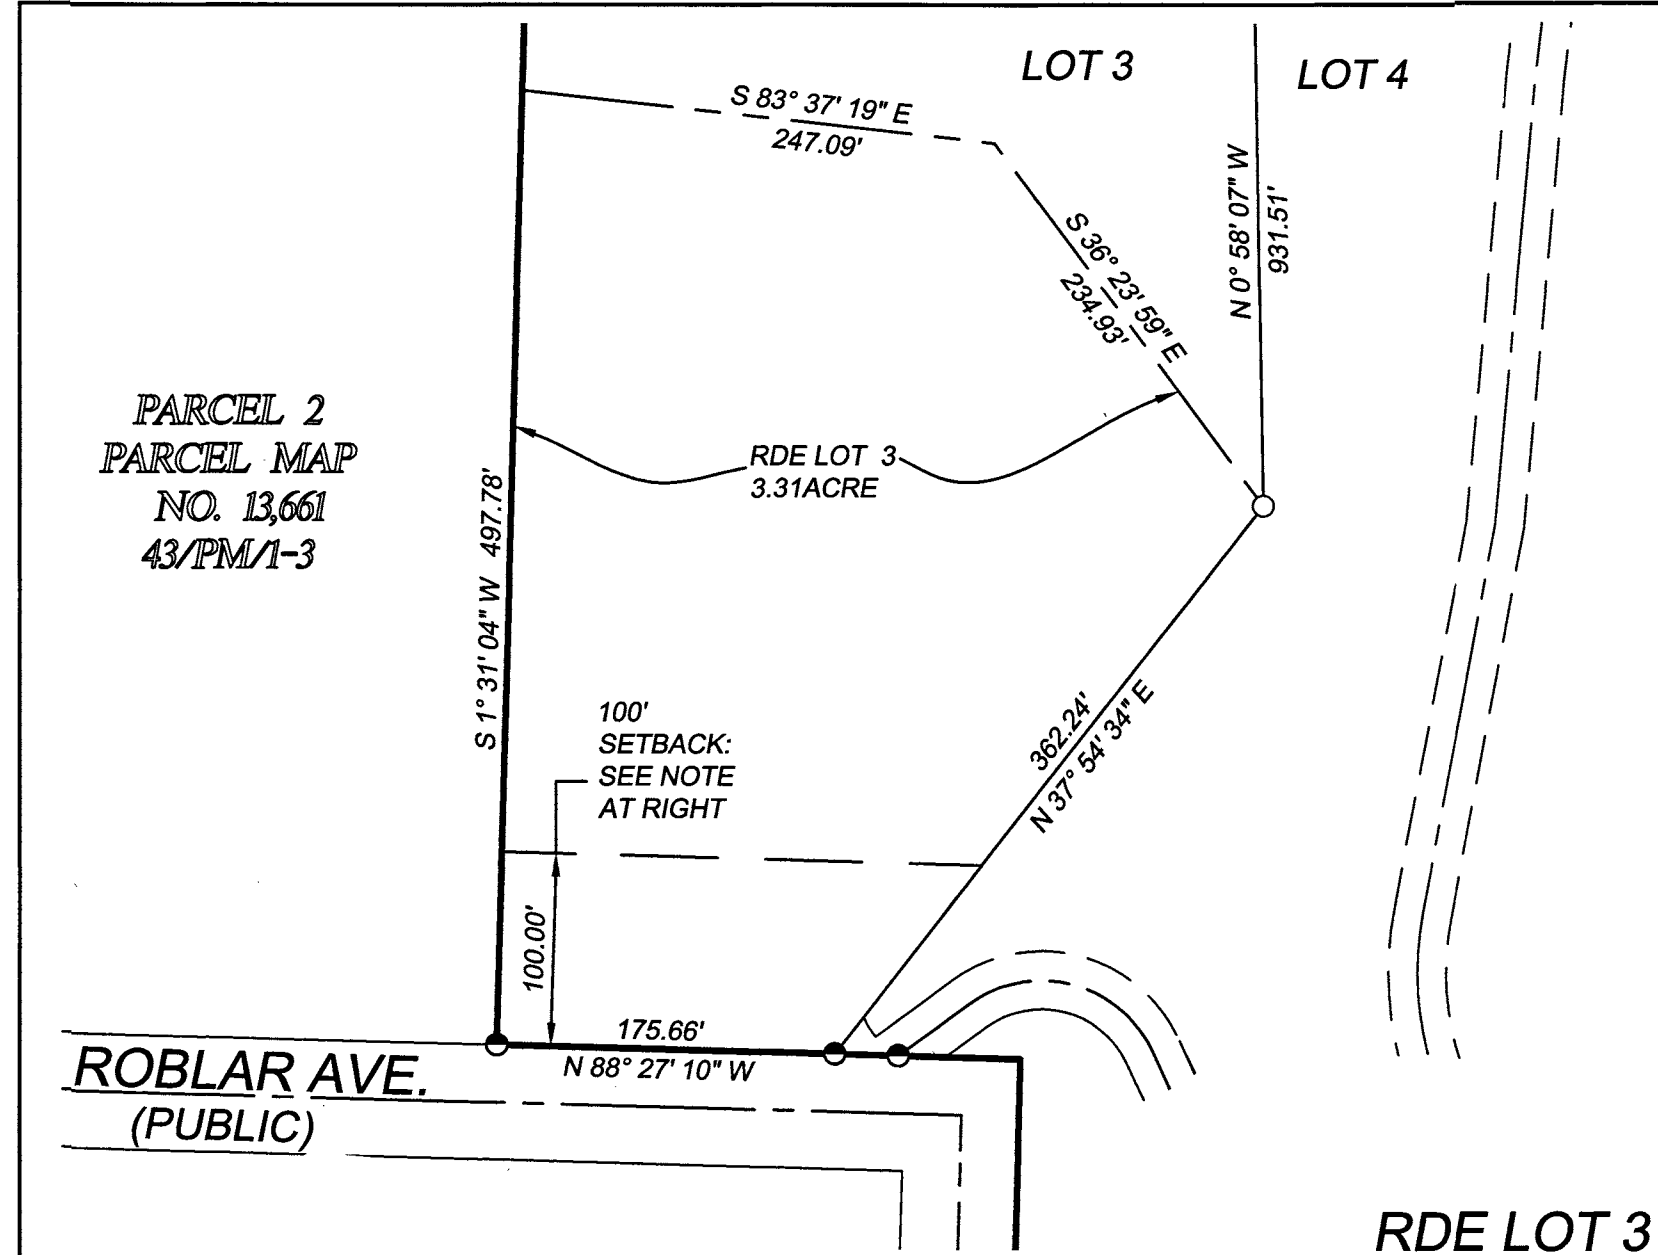 LOT 3
LOT 4
S 83° 37' 19" E
247.09'
N 0° 58' 07" W
931.51'
S 36° 23' 59" E
234.93'
PARCEL 2
PARCEL MAP
NO. 13,661
43/PM/1-3
RDE LOT 3
3.31ACRE
S 1° 31' 04" W 497.78'
100'
SETBACK:
SEE NOTE
AT RIGHT
362.24'
N 37° 54' 34" E
100.00'
175.66'
N 88° 27' 10" W
ROBLAR AVE.
(PUBLIC)
RDE LOT 3